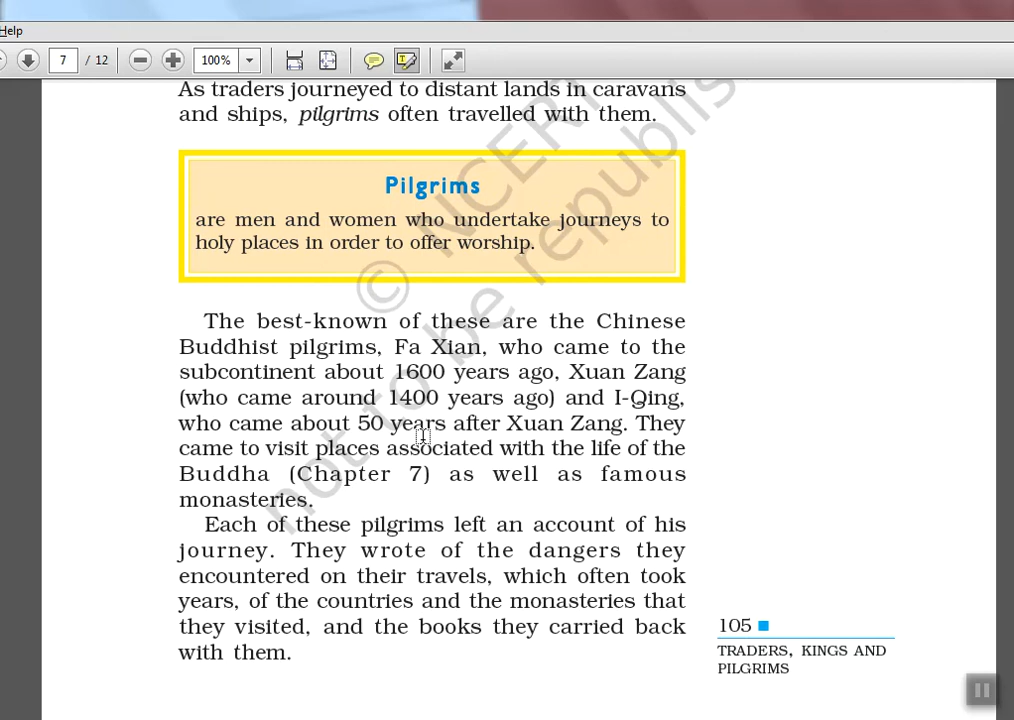 Help
7 / 12 100%
As traders journeyed to distant lands in caravans
and ships, pilgrims often travelled with them.
Pilgrims
are men and women who undertake journeys to
holy places in order to offer worship.
The best-known of these are the Chinese
Buddhist pilgrims, Fa Xian, who came to the
subcontinent about 1600 years ago, Xuan Zang
(who came around 1400 years ago) and I-Qing,
who came about 50 years after Xuan Zang. They
came to visit places associated with the life of the
Buddha (Chapter 7) as well as famous
monasteries.
Each of these pilgrims left an account of his
journey. They wrote of the dangers they
encountered on their travels, which often took
years, of the countries and the monasteries that
they visited, and the books they carried back
with them.
105
TRADERS, KINGS AND
PILGRIMS
© NCERT
not to be republis